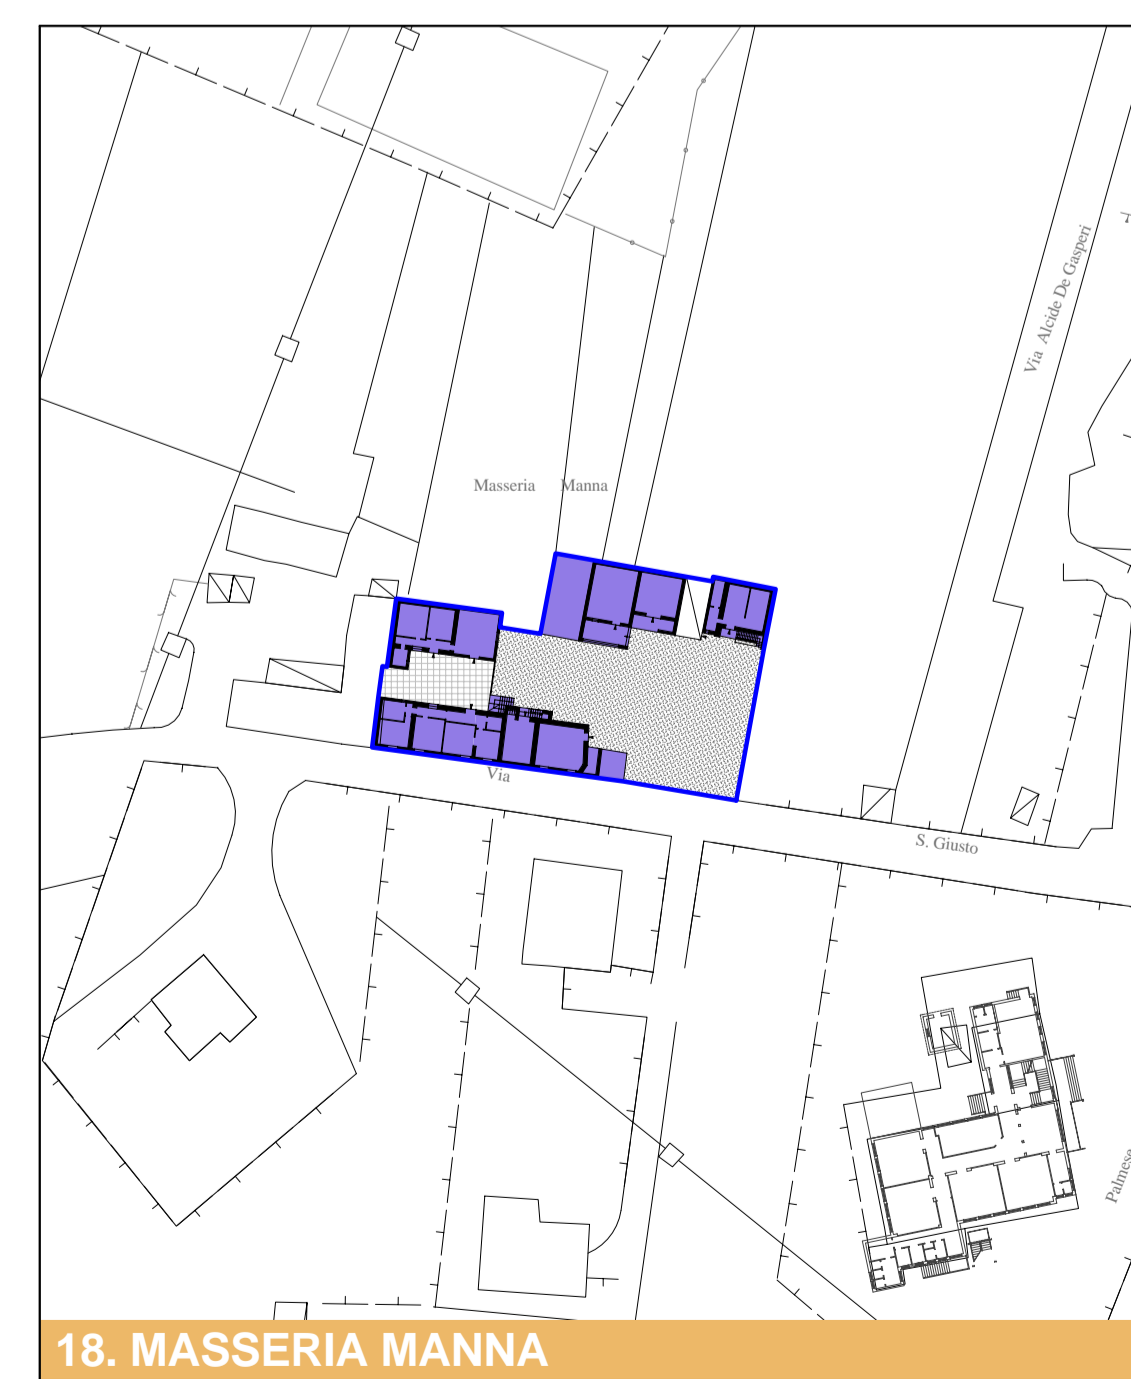 Via Alcide De Gasperi
Masseria Manna
Via
S. Giusto
Palmese
18. MASSERIA MANNA